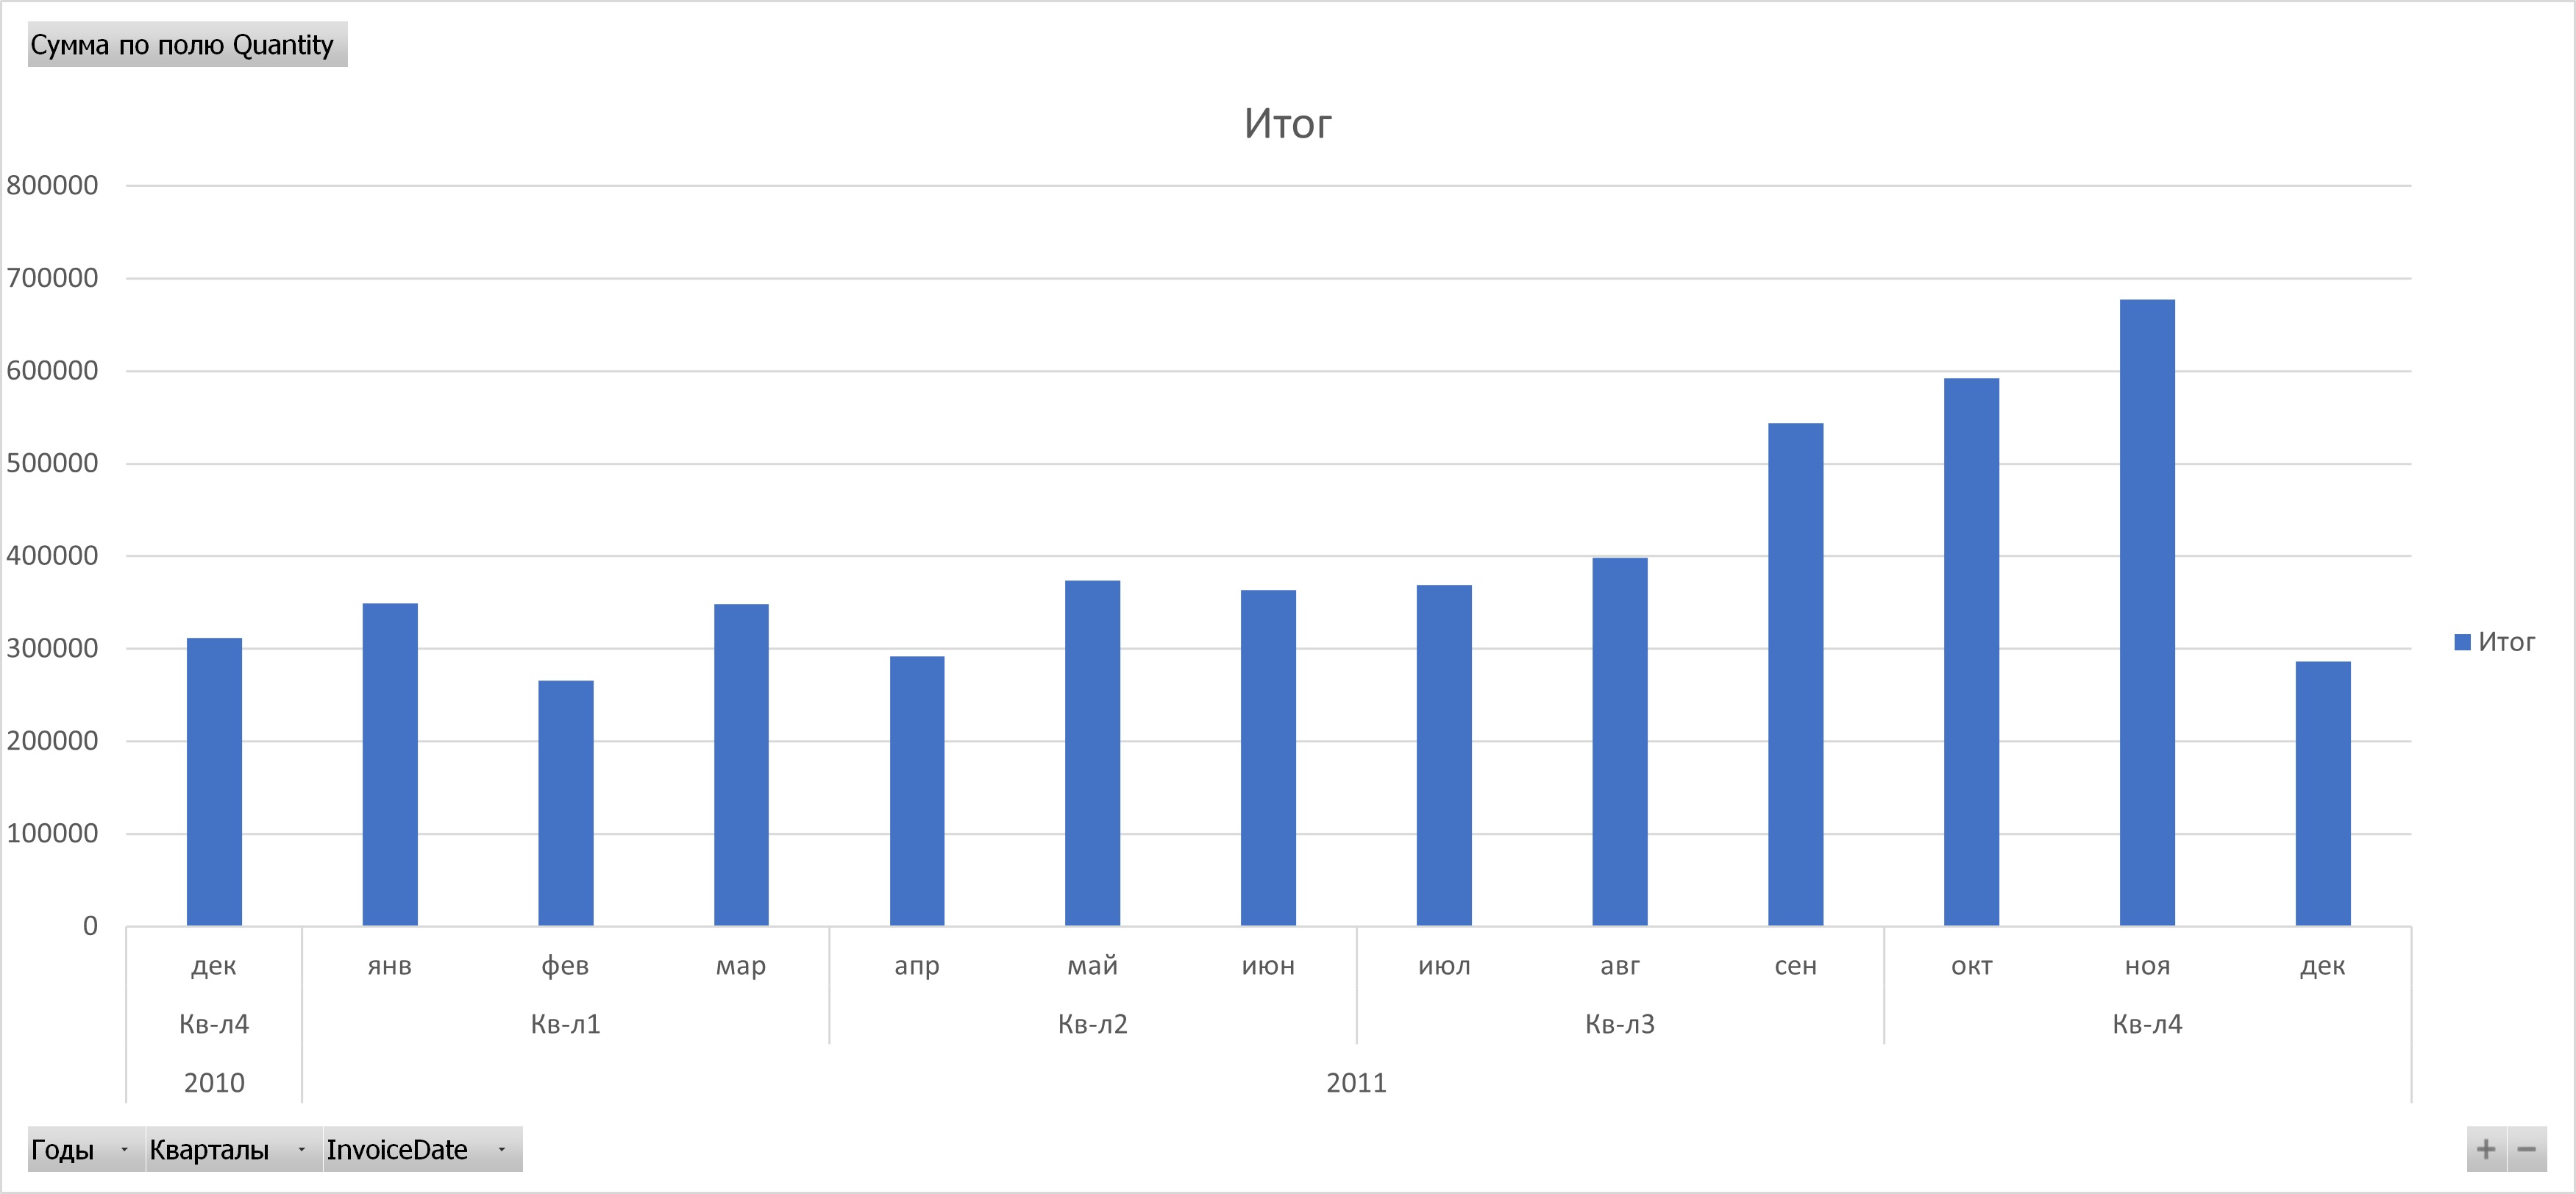 Сумма по полю Quantity
Итог
800000
700000
600000
500000
400000
300000
200000
100000
0
Итог
дек янв фев мар апр май июн июл авг сен окт ноя дек
Кв-л4 Кв-л1 Кв-л2 Кв-л3 Кв-л4
2010 2011
Годы Кварталы InvoiceDate
+ −